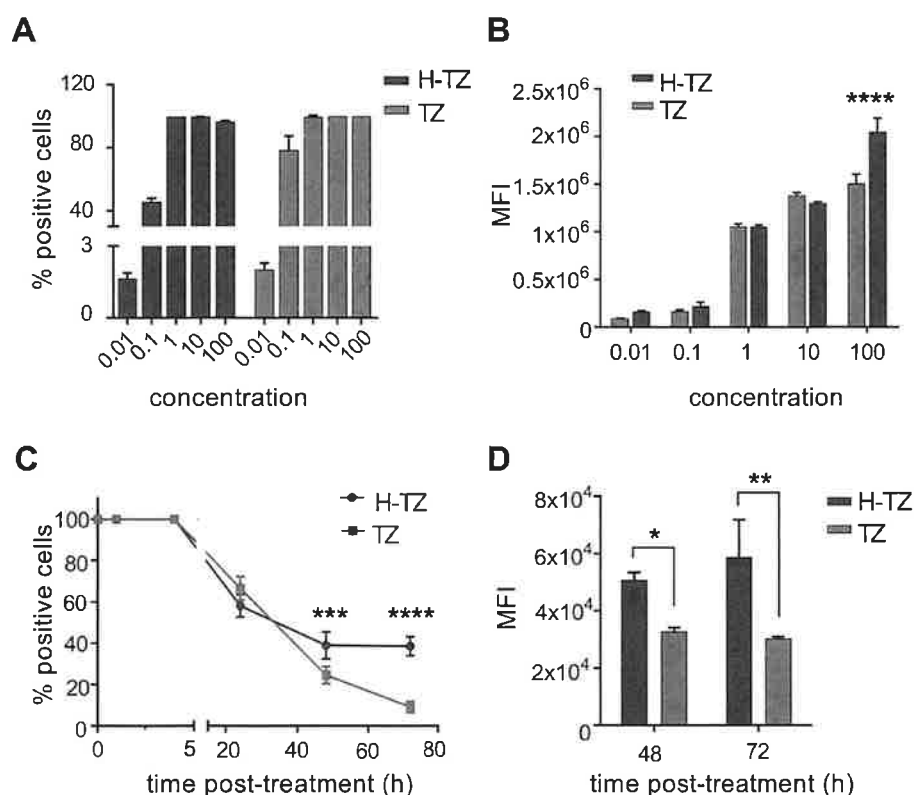 A
120
80
40
3
0
% positive cells
0.01
0.1
1
10
100
0.01
0.1
1
10
100
concentration
H-TZ
TZ
B
H-TZ
TZ
2.5x10⁶
2x10⁶
1.5x10⁶
1x10⁶
0.5x10⁶
0
MFI
****
0.01 0.1 1 10 100
concentration
C
H-TZ
TZ
100
80
60
40
20
0
% positive cells
*** ****
0 5 20 40 60 80
time post-treatment (h)
D
8x10⁴
6x10⁴
4x10⁴
2x10⁴
0
MFI
*
**
H-TZ
TZ
48 72
time post-treatment (h)